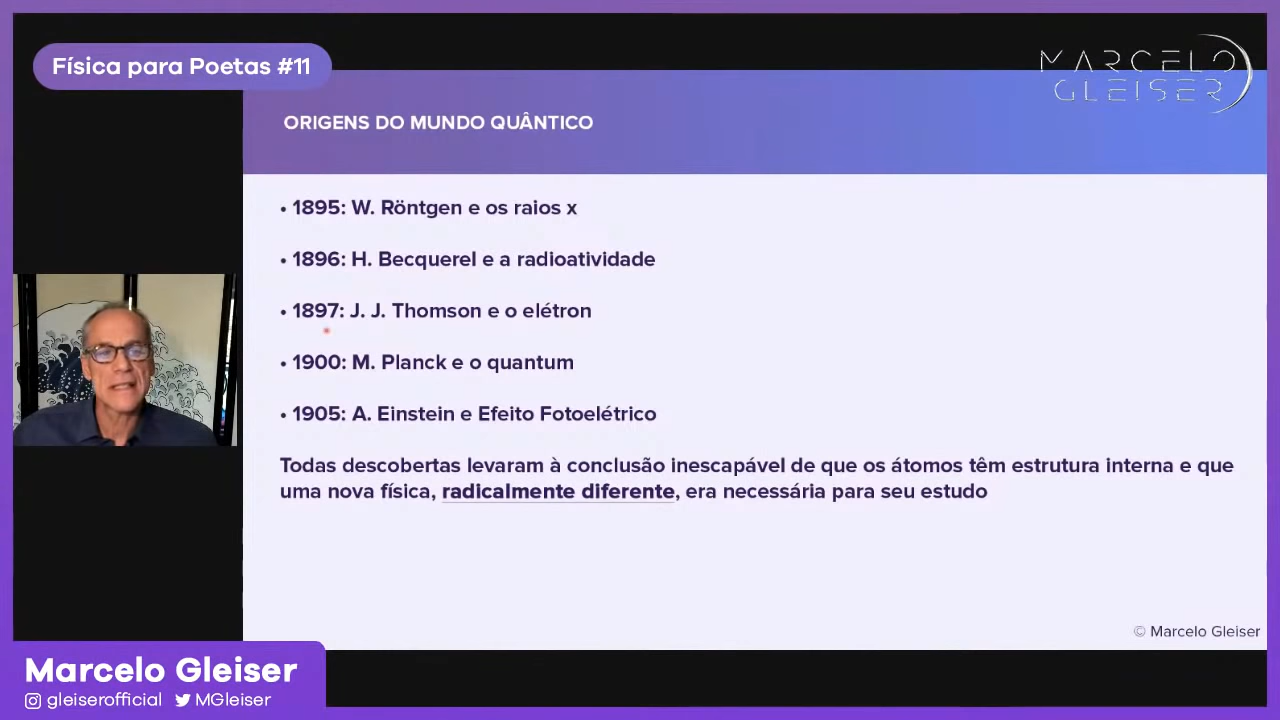 Física para Poetas #11
MARCELO
GLEISER
ORIGENS DO MUNDO QUÂNTICO
• 1895: W. Röntgen e os raios x
• 1896: H. Becquerel e a radioatividade
• 1897: J. J. Thomson e o elétron
• 1900: M. Planck e o quantum
• 1905: A. Einstein e Efeito Fotoelétrico
Todas descobertas levaram à conclusão inescapável de que os átomos têm estrutura interna e que
uma nova física, radicalmente diferente, era necessária para seu estudo
© Marcelo Gleiser
Marcelo Gleiser
gleiserofficial MGleiser